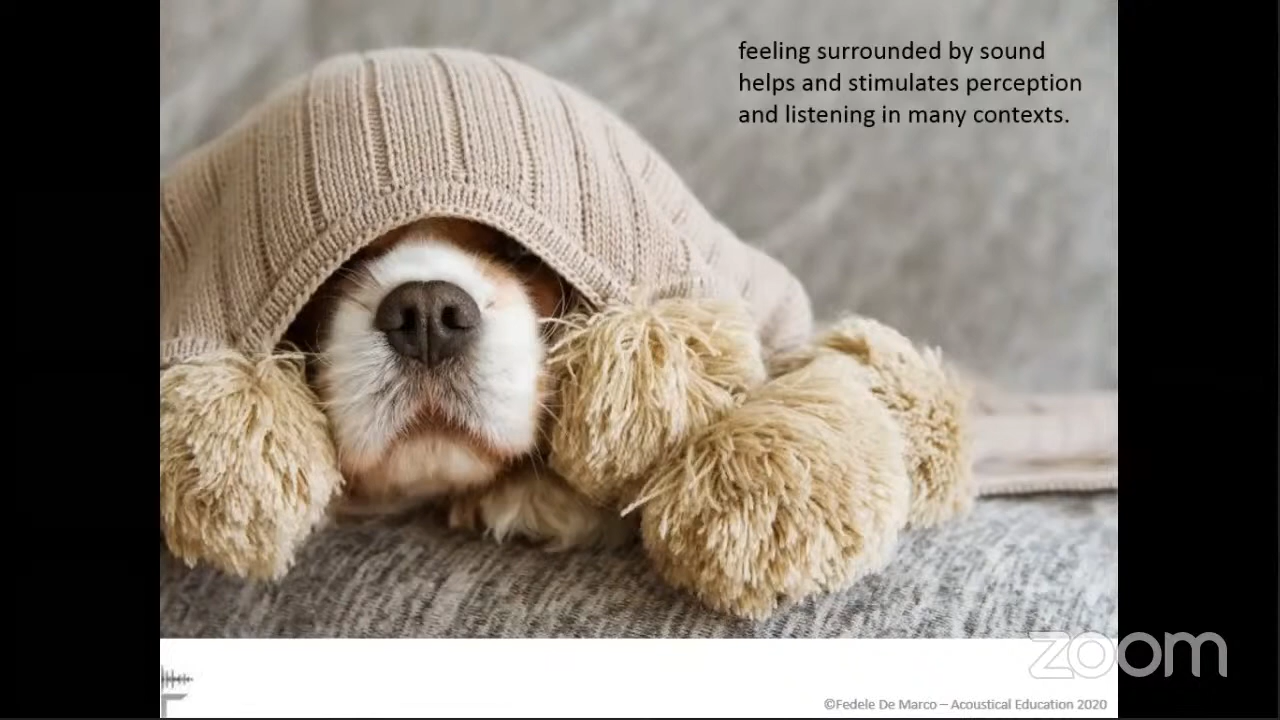 feeling surrounded by sound
helps and stimulates perception
and listening in many contexts.
zoom
©Fedele De Marco – Acoustical Education 2020